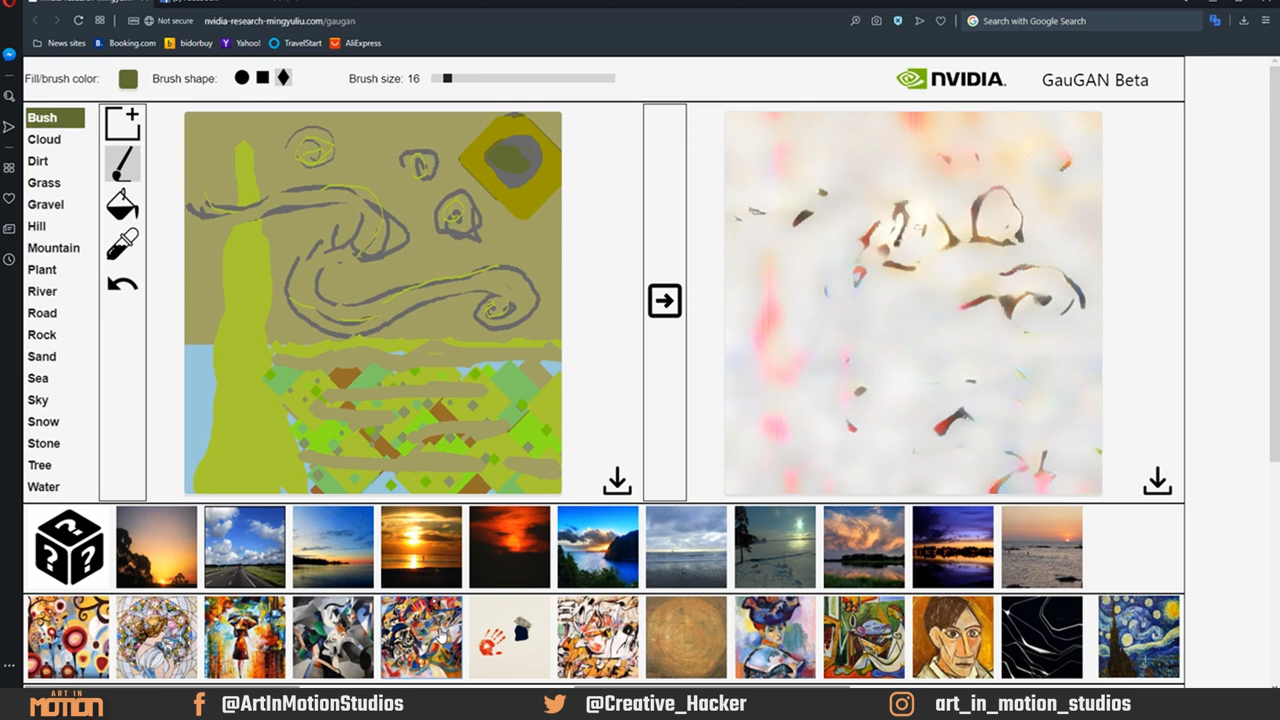 Not secure nvidia-research-mingyuliu.com/gaugan Search with Google Search
News sites B. Booking.com b bidorbuy Y Yahoo! TravelStart AliExpress
Fill/brush color: Brush shape: Brush size: 16 NVIDIA. GauGAN Beta
Bush
Cloud
Dirt
Grass
Gravel
Hill
Mountain
Plant
River
Road
Rock
Sand
Sea
Sky
Snow
Stone
Tree
Water
ART IN
MOTION
@ArtInMotionStudios @Creative_Hacker art_in_motion_studios